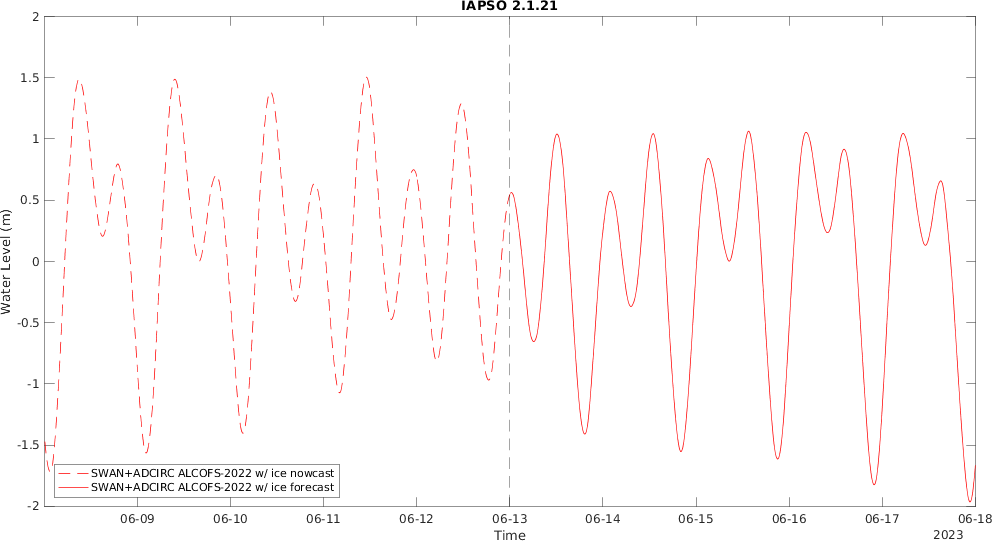 IAPSO 2.1.21
2
1.5
1
0.5
0
-0.5
-1
-1.5
-2
Water Level (m)
SWAN+ADCIRC ALCOFS-2022 w/ ice nowcast
SWAN+ADCIRC ALCOFS-2022 w/ ice forecast
06-09 06-10 06-11 06-12 06-13 06-14 06-15 06-16 06-17 06-18
Time
2023